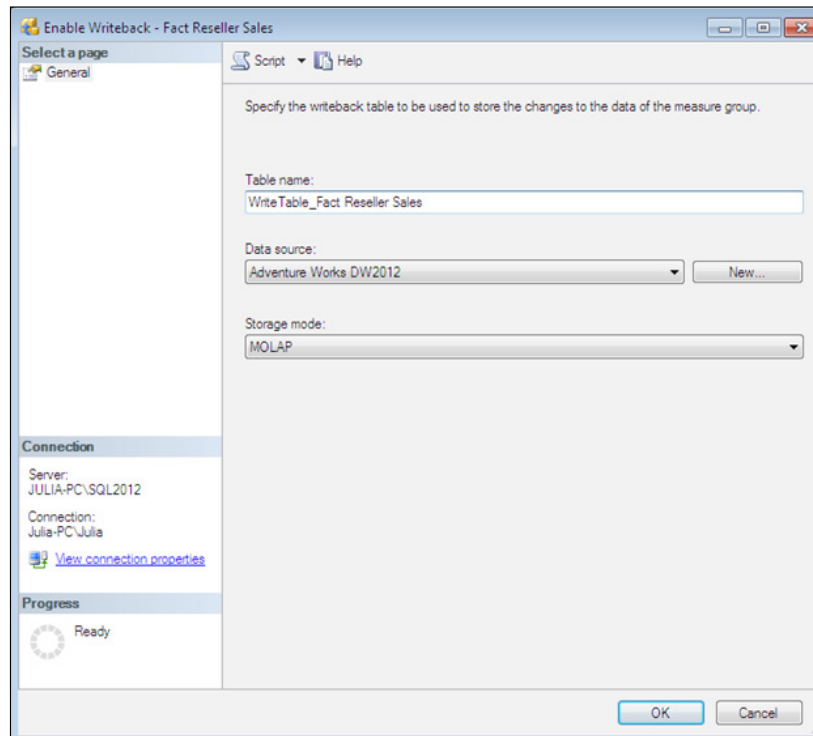 Enable Writeback - Fact Reseller Sales
Select a page
General
Script
Help
Specify the writeback table to be used to store the changes to the data of the measure group.
Table name:
WriteTable_Fact Reseller Sales
Data source:
Adventure Works DW2012
New...
Storage mode:
MOLAP
Connection
Server:
JULIA-PC\SQL2012
Connection:
Julia-PC\Julia
View connection properties
Progress
Ready
OK
Cancel